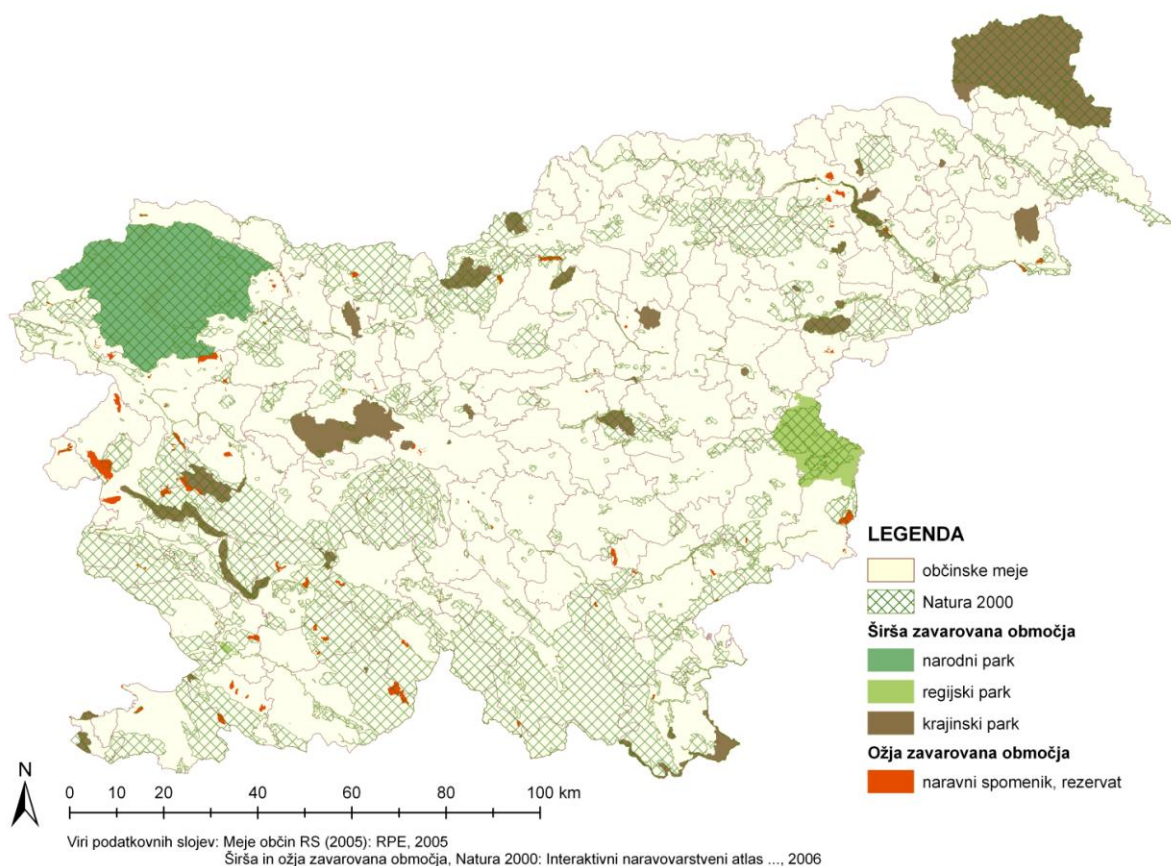 LEGENDA
občinske meje
Natura 2000
Širša zavarovana območja
narodni park
regijski park
krajinski park
Ožja zavarovana območja
naravni spomenik, rezervat
N
0 10 20 40 60 80 100 km
Viri podatkovnih slojev: Meje občin RS (2005): RPE, 2005
Širša in ožja zavarovana območja, Natura 2000: Interaktivni naravovarstveni atlas ..., 2006